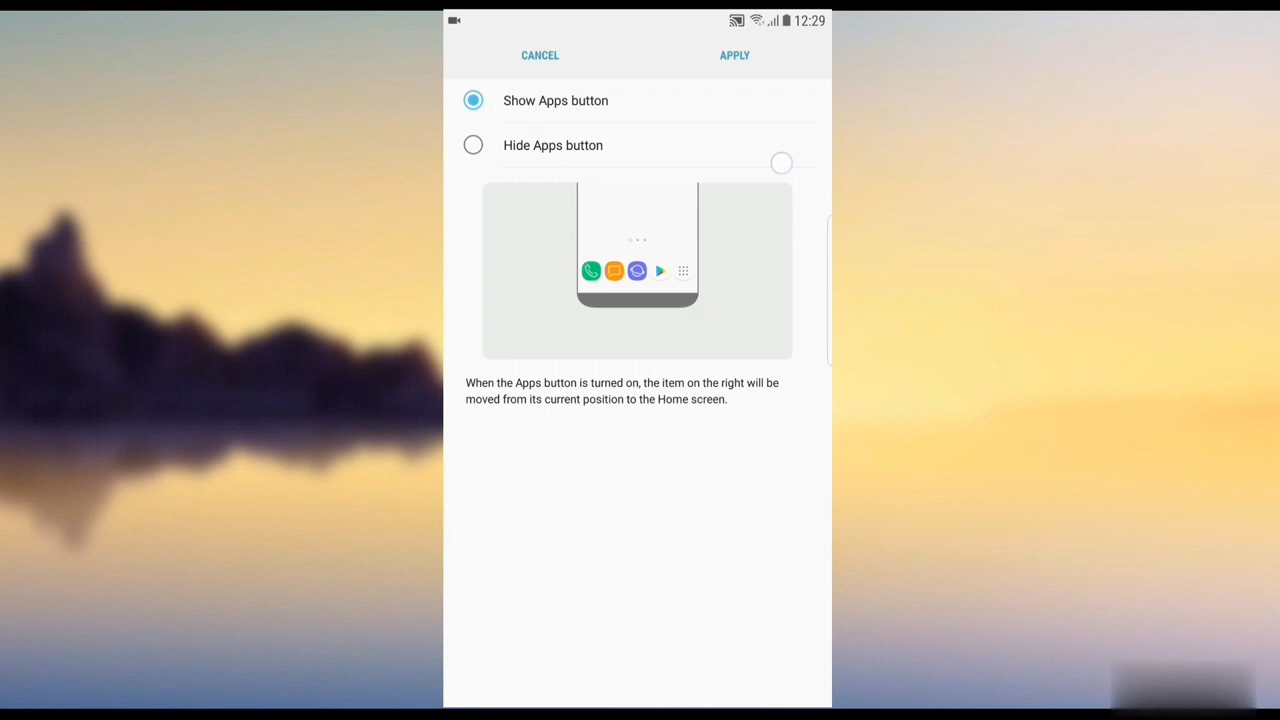 12:29
CANCEL
APPLY
Show Apps button
Hide Apps button
When the Apps button is turned on, the item on the right will be
moved from its current position to the Home screen.